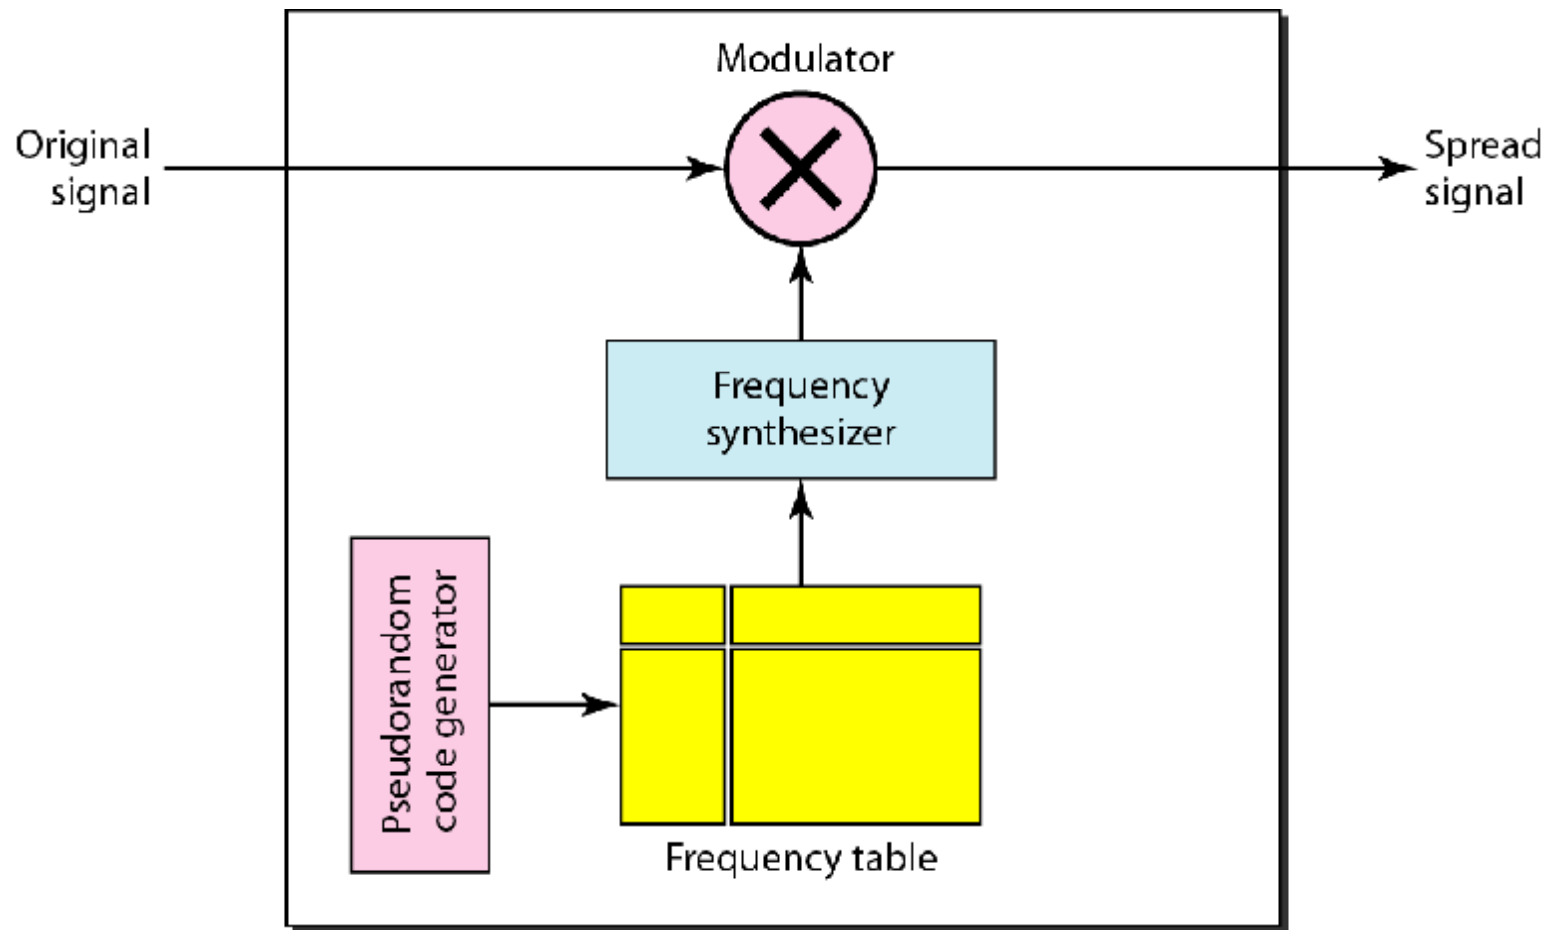 Modulator
Original
signal
Spread
signal
Frequency
synthesizer
Pseudorandom
code generator
Frequency table